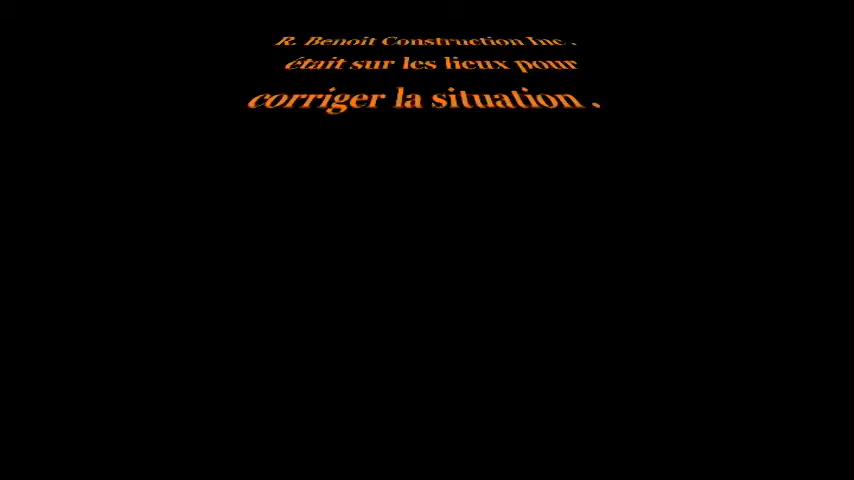 R. Benoit Construction Inc .
était sur les lieux pour
corriger la situation .